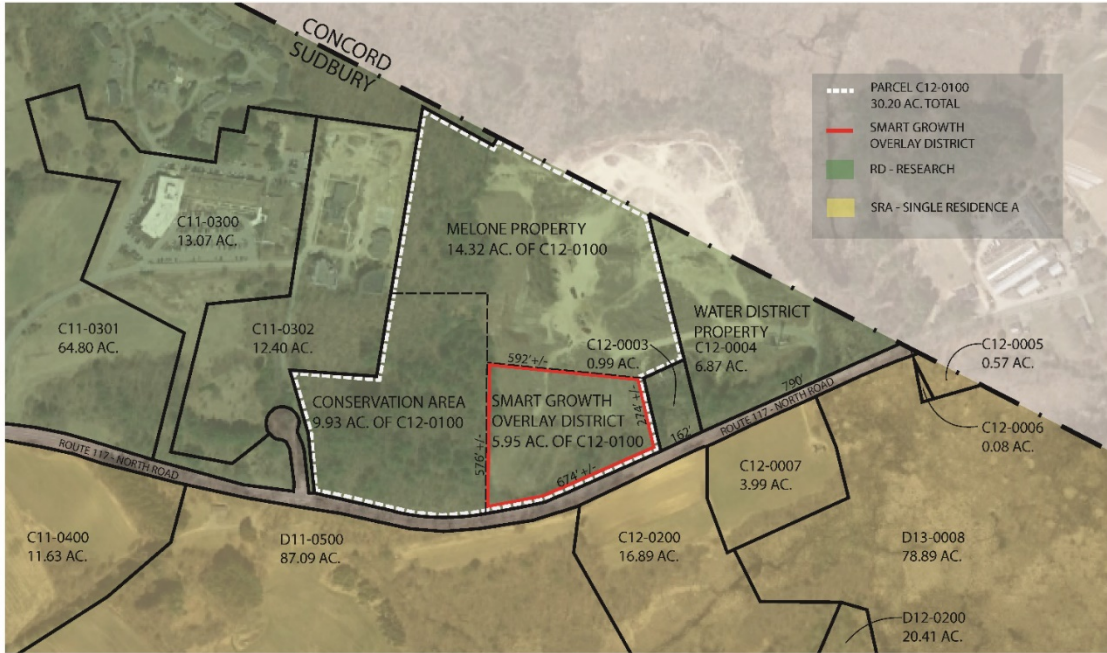 CONCORD
SUDBURY
PARCEL C12-0100
30.20 AC. TOTAL
SMART GROWTH
OVERLAY DISTRICT
RD - RESEARCH
SRA - SINGLE RESIDENCE A
C11-0300
13.07 AC.
MELONE PROPERTY
14.32 AC. OF C12-0100
C11-0301
64.80 AC.
C11-0302
12.40 AC.
WATER DISTRICT
PROPERTY
C12-0004
6.87 AC.
C12-0003
0.99 AC.
C12-0005
0.57 AC.
C12-0006
0.08 AC.
592' +/-
274' +/-
576' +/-
674' +/-
162'
790'
CONSERVATION AREA
9.93 AC. OF C12-0100
SMART GROWTH
OVERLAY DISTRICT
5.95 AC. OF C12-0100
ROUTE 117 - NORTH ROAD
ROUTE 117 - NORTH ROAD
C12-0007
3.99 AC.
C11-0400
11.63 AC.
D11-0500
87.09 AC.
C12-0200
16.89 AC.
D13-0008
78.89 AC.
D12-0200
20.41 AC.